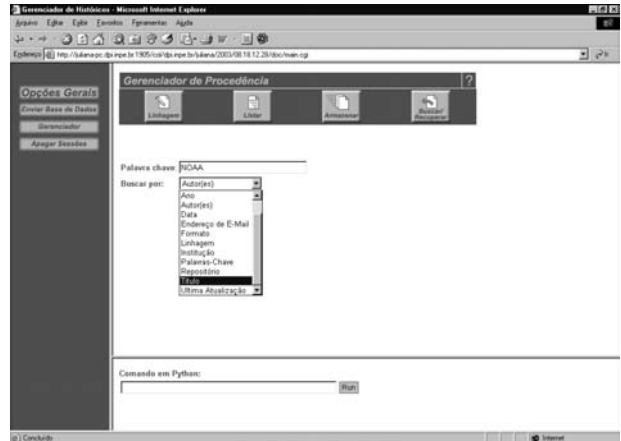 Gerenciador de Históricos - Microsoft Internet Explorer
Arquivo Editar Exibir Favoritos Ferramentas Ajuda
Endereço
Gerenciador de Procedência ?
Opções Gerais
Enviar Base de Dados
Gerenciador
Apagar Sessões
Linhagem Listar Armazenar Buscar/Recuperar
Palavra chave: NOAA
Buscar por: Autor(es)
Ano
Autor(es)
Data
Endereço de E-Mail
Formato
Linhagem
Instituição
Palavras-Chave
Repositório
Título
Última Atualização
Comando em Python:
Run
Concluído Internet